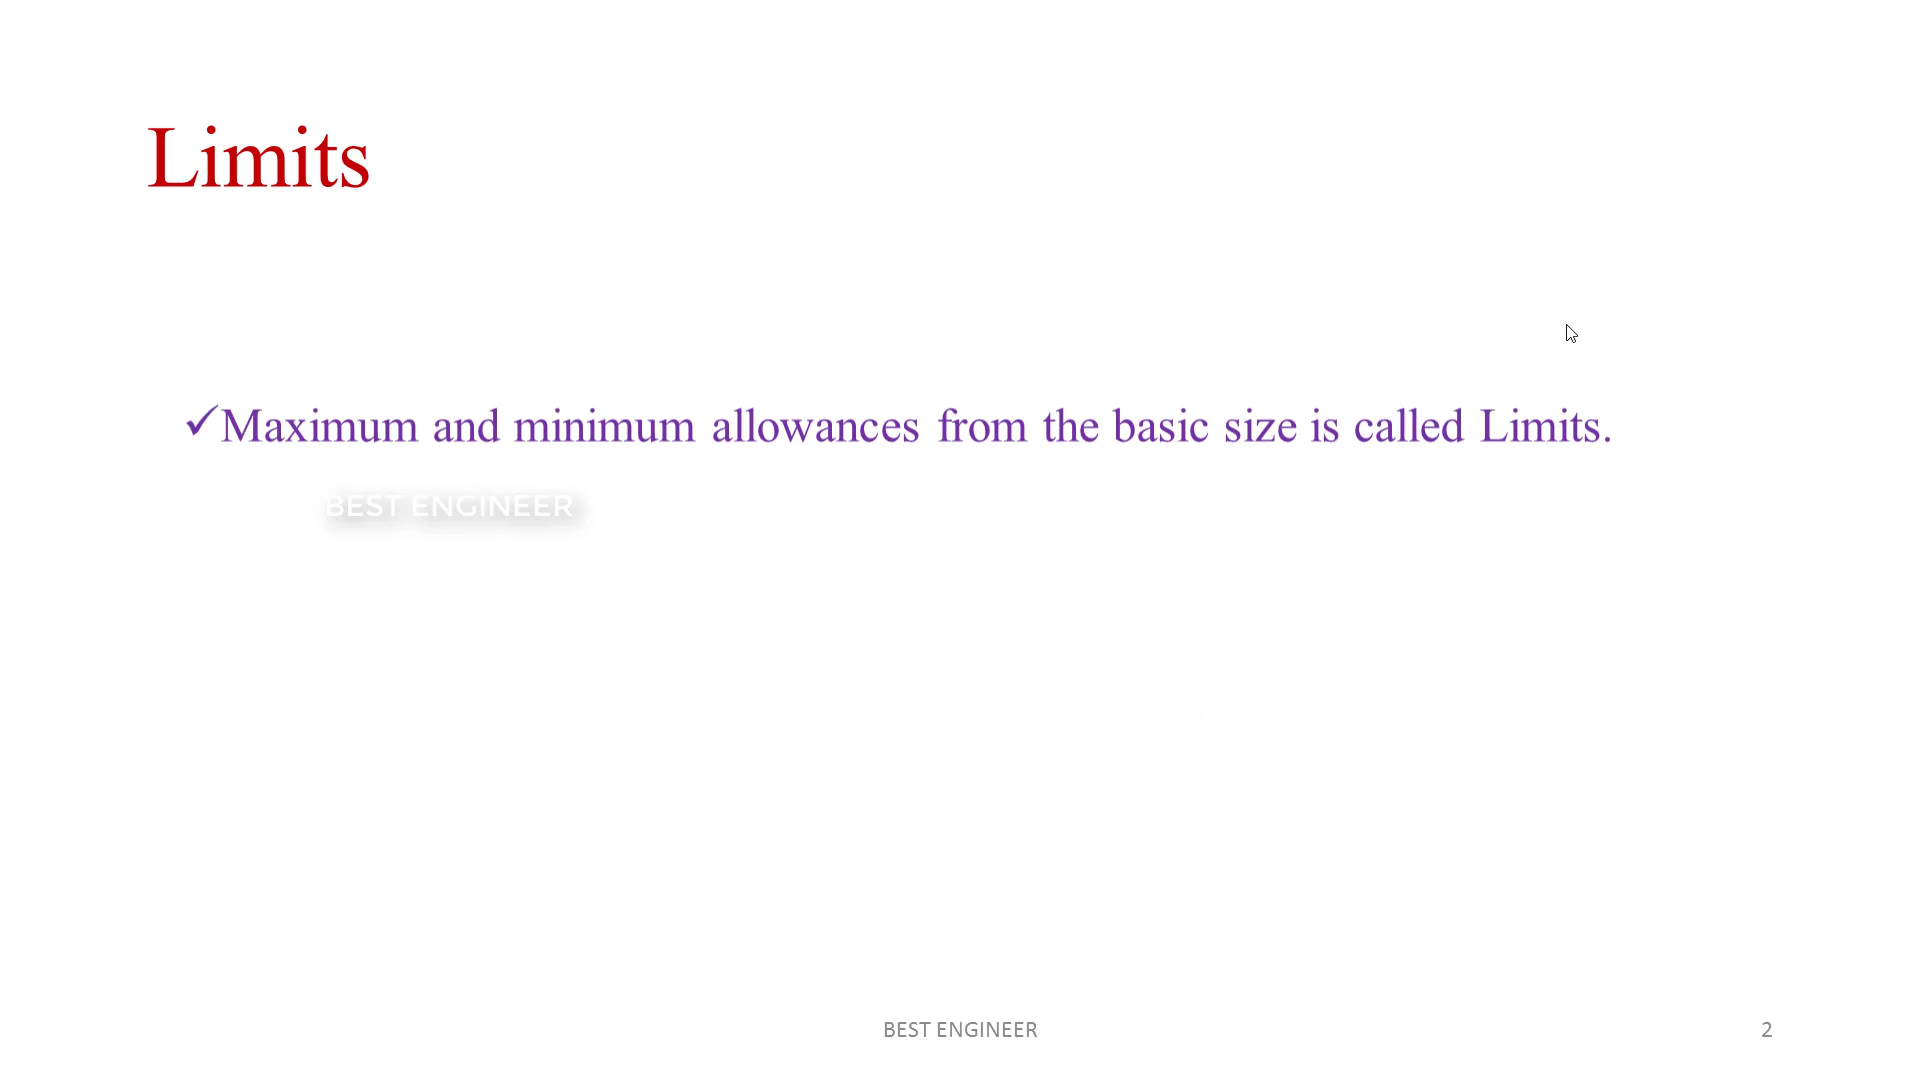 Limits
✓Maximum and minimum allowances from the basic size is called Limits.
BEST ENGINEER
BEST ENGINEER
2